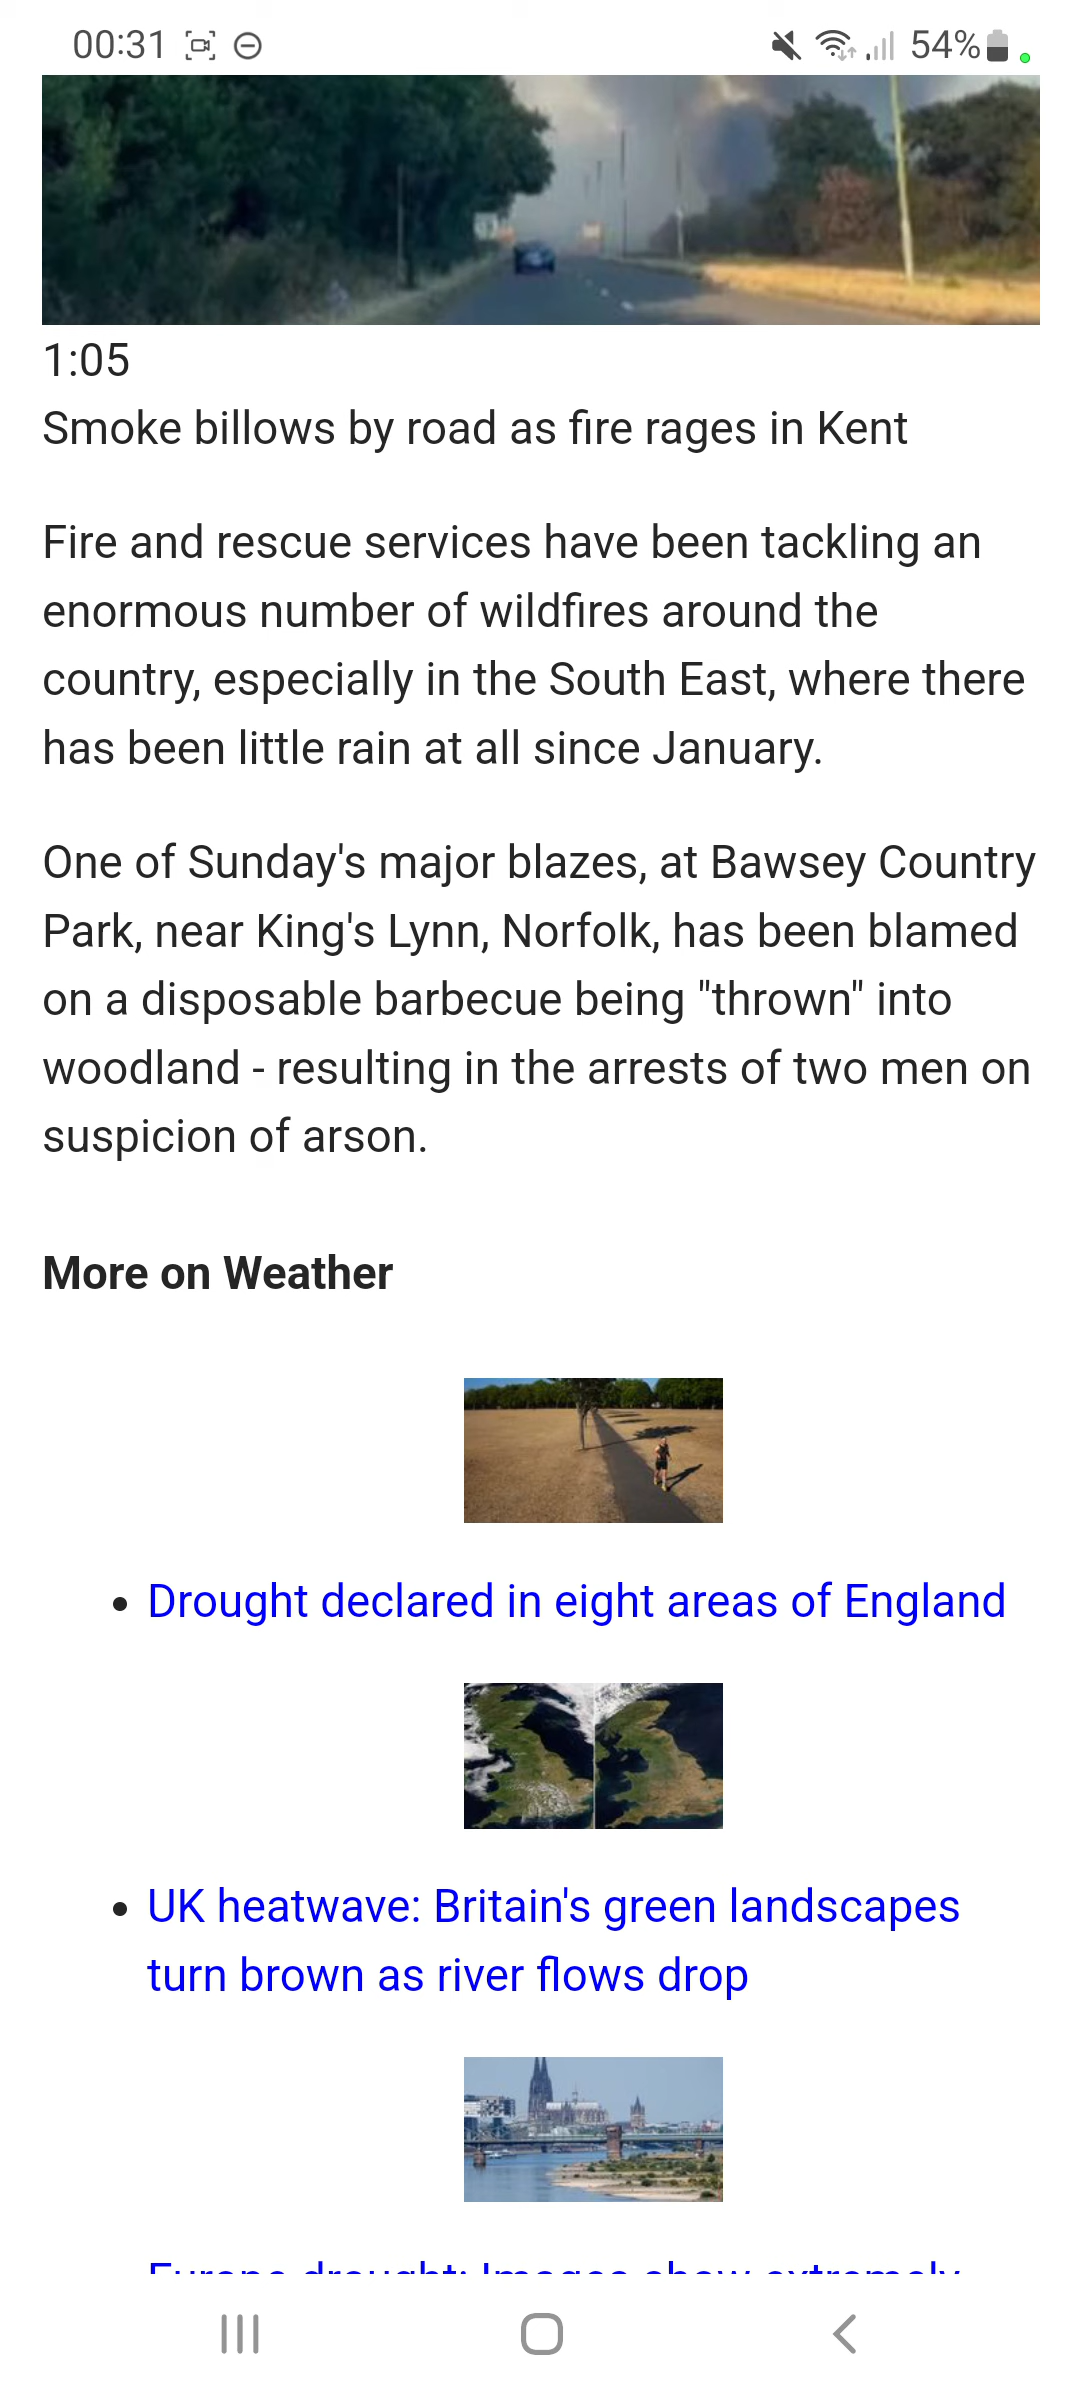 00:31
54%
1:05
Smoke billows by road as fire rages in Kent
Fire and rescue services have been tackling an
enormous number of wildfires around the
country, especially in the South East, where there
has been little rain at all since January.
One of Sunday's major blazes, at Bawsey Country
Park, near King's Lynn, Norfolk, has been blamed
on a disposable barbecue being "thrown" into
woodland - resulting in the arrests of two men on
suspicion of arson.
More on Weather
• Drought declared in eight areas of England
• UK heatwave: Britain's green landscapes
turn brown as river flows drop
Europe drought: Images show extremely